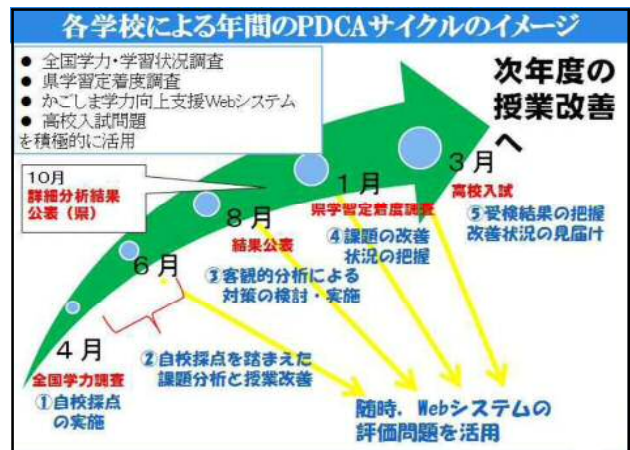 各学校による年間のPDCAサイクルのイメージ
● 全国学力・学習状況調査
● 県学習定着度調査
● かごしま学力向上支援Webシステム
● 高校入試問題
を積極的に活用
次年度の
授業改善
へ
10月
詳細分析結果
公表（県）
3月
高校入試
⑤受検結果の把握
改善状況の見届け
1月
県学習定着度調査
④課題の改善
状況の把握
8月
結果公表
③客観的分析による
対策の検討・実施
6月
②自校採点を踏まえた
課題分析と授業改善
4月
全国学力調査
①自校採点
の実施
随時，Webシステムの
評価問題を活用